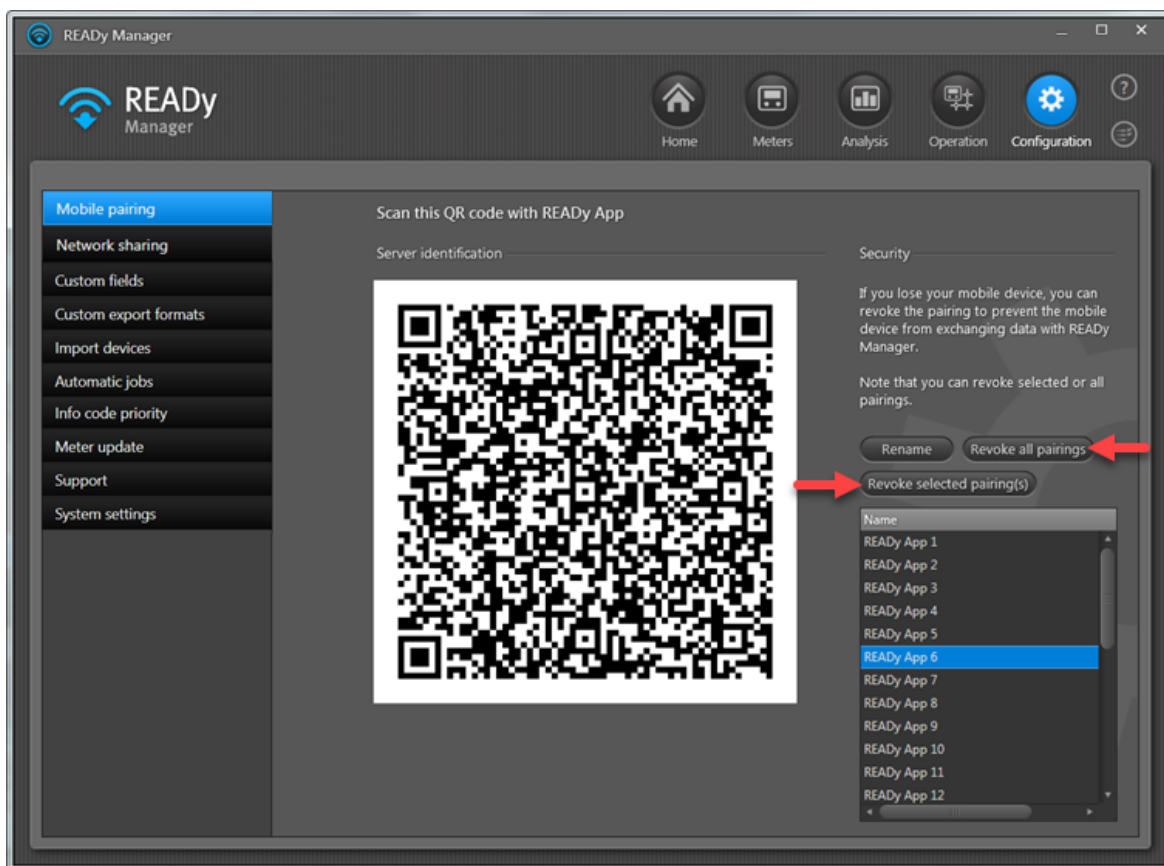 READy Manager
READy
Manager
Home
Meters
Analysis
Operation
Configuration
?
Mobile pairing
Network sharing
Custom fields
Custom export formats
Import devices
Automatic jobs
Info code priority
Meter update
Support
System settings
Scan this QR code with READy App
Server identification
Security
If you lose your mobile device, you can
revoke the pairing to prevent the mobile
device from exchanging data with READy
Manager.
Note that you can revoke selected or all
pairings.
Rename
Revoke all pairings
Revoke selected pairing(s)
Name
READy App 1
READy App 2
READy App 3
READy App 4
READy App 5
READy App 6
READy App 7
READy App 8
READy App 9
READy App 10
READy App 11
READy App 12